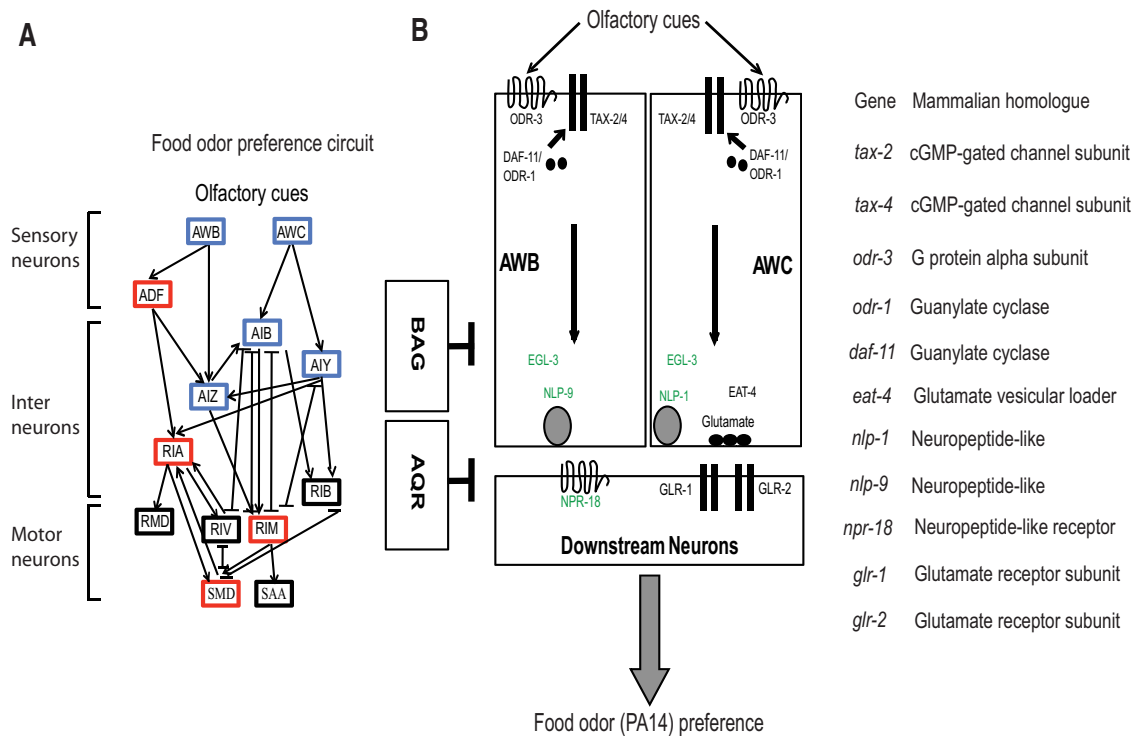 A
Food odor preference circuit
Olfactory cues
Sensory
neurons
Inter
neurons
Motor
neurons
AWB
AWC
ADF
AIB
AIY
AIZ
RIA
RIB
RMD
RIV
RIM
SMD
SAA
B
Olfactory cues
ODR-3
TAX-2/4
DAF-11/
ODR-1
AWB
EGL-3
NLP-9
TAX-2/4
ODR-3
DAF-11/
ODR-1
AWC
EGL-3
NLP-1
EAT-4
Glutamate
BAG
AQR
NPR-18
GLR-1
GLR-2
Downstream Neurons
Food odor (PA14) preference
Gene Mammalian homologue
tax-2 cGMP-gated channel subunit
tax-4 cGMP-gated channel subunit
odr-3 G protein alpha subunit
odr-1 Guanylate cyclase
daf-11 Guanylate cyclase
eat-4 Glutamate vesicular loader
nlp-1 Neuropeptide-like
nlp-9 Neuropeptide-like
npr-18 Neuropeptide-like receptor
glr-1 Glutamate receptor subunit
glr-2 Glutamate receptor subunit